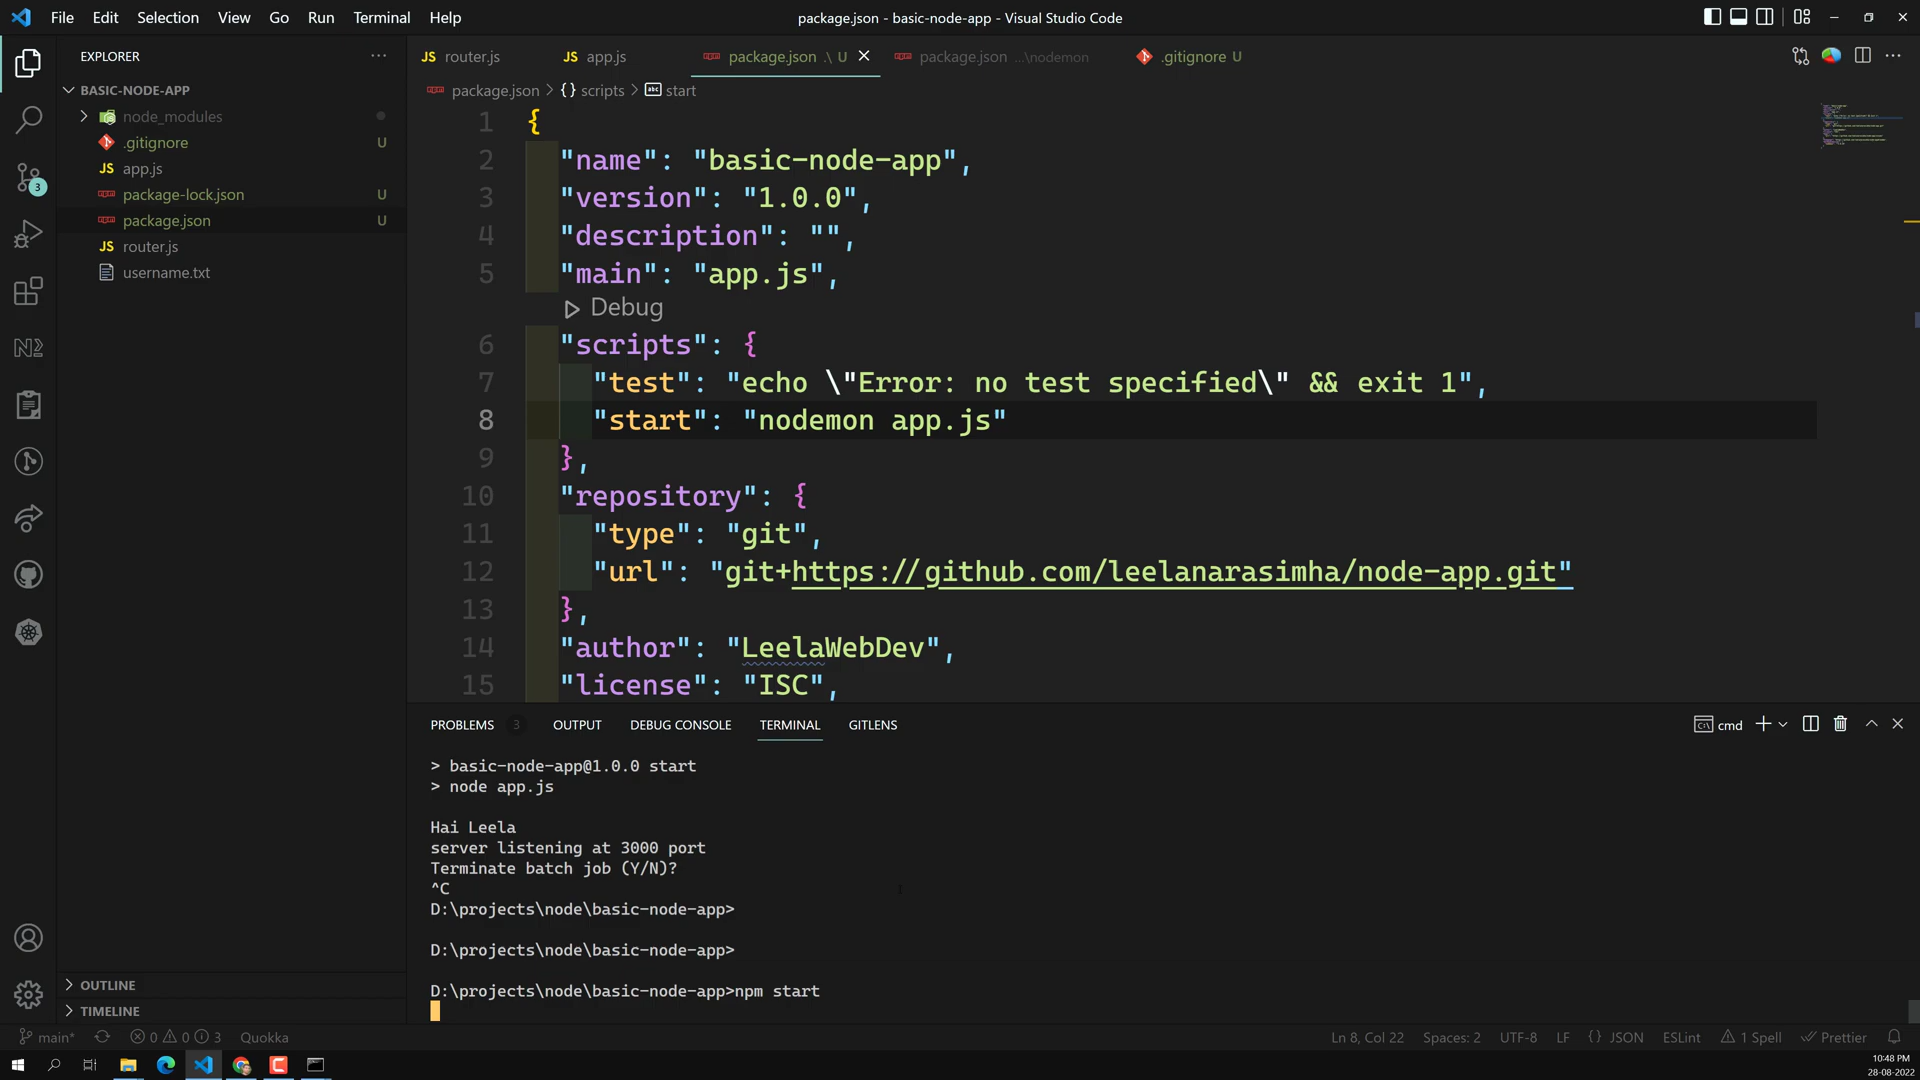 File Edit Selection View Go Run Terminal Help
package.json - basic-node-app - Visual Studio Code
EXPLORER
BASIC-NODE-APP
node_modules
.gitignore U
app.js
package-lock.json U
package.json U
router.js
username.txt
OUTLINE
TIMELINE
3
JS router.js
JS app.js
package.json .\ U
package.json ...\nodemon
.gitignore U
package.json > {} scripts > abc start
1 {
2 "name": "basic-node-app",
3 "version": "1.0.0",
4 "description": "",
5 "main": "app.js",
Debug
6 "scripts": {
7 "test": "echo \"Error: no test specified\" && exit 1",
8 "start": "nodemon app.js"
9 },
10 "repository": {
11 "type": "git",
12 "url": "git+https://github.com/leelanarasimha/node-app.git"
13 },
14 "author": "LeelaWebDev",
15 "license": "ISC",
PROBLEMS 3 OUTPUT DEBUG CONSOLE TERMINAL GITLENS
cmd
> basic-node-app@1.0.0 start
> node app.js
Hai Leela
server listening at 3000 port
Terminate batch job (Y/N)?
^C
D:\projects\node\basic-node-app>
D:\projects\node\basic-node-app>
D:\projects\node\basic-node-app>npm start
main* 0 0 3 Quokka
Ln 8, Col 22 Spaces: 2 UTF-8 LF {} JSON ESLint 1 Spell Prettier
10:48 PM
28-08-2022